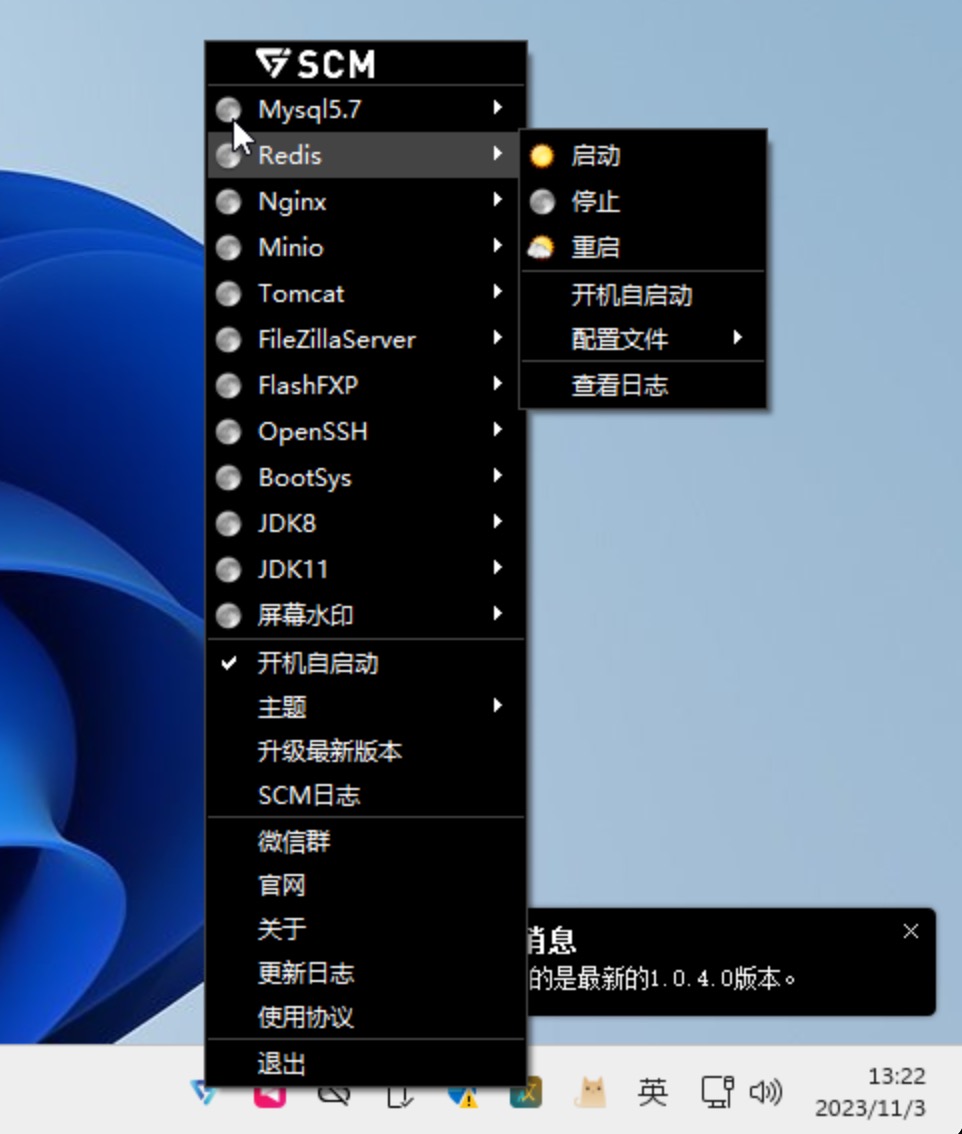 SCM
Mysql5.7
Redis
Nginx
Minio
Tomcat
FileZillaServer
FlashFXP
OpenSSH
BootSys
JDK8
JDK11
屏幕水印
开机自启动
主题
升级最新版本
SCM日志
微信群
官网
关于
更新日志
使用协议
退出
启动
停止
重启
开机自启动
配置文件
查看日志
消息
的是最新的1.0.4.0版本。
英
13:22
2023/11/3